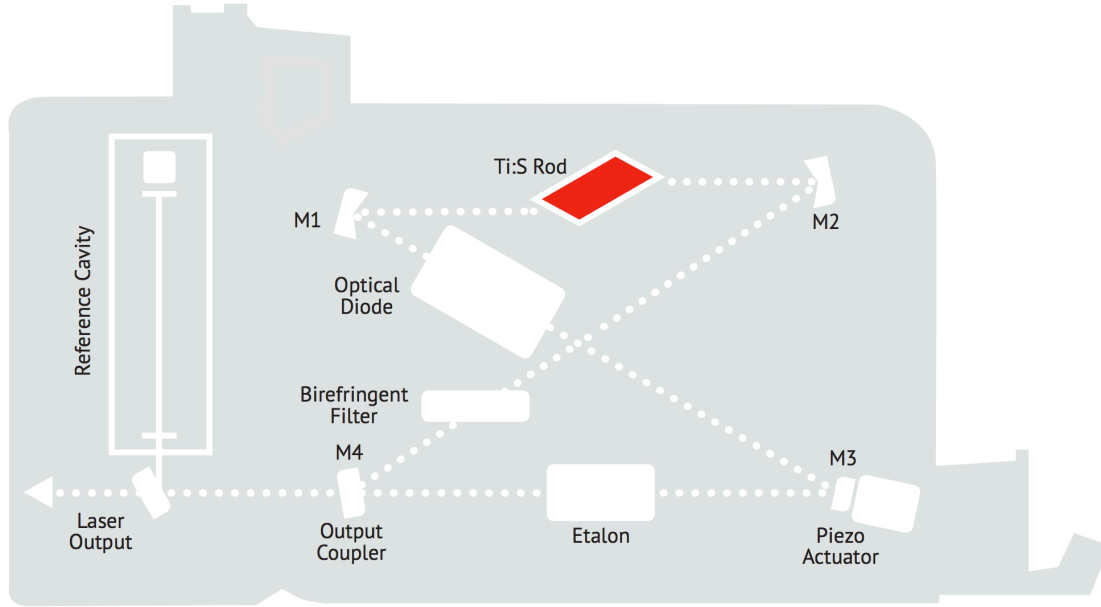 Ti:S Rod
M1
M2
Reference Cavity
Optical
Diode
Birefringent
Filter
M4
M3
Laser
Output
Output
Coupler
Etalon
Piezo
Actuator